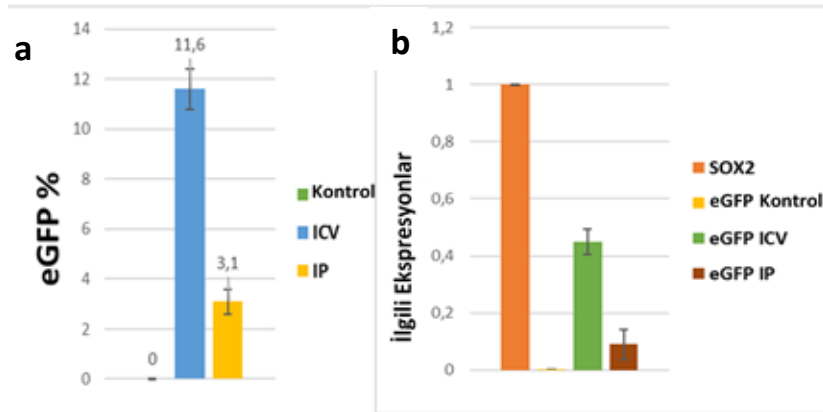 a
eGFP %
14
12
10
8
6
4
2
0
0
11,6
3,1
Kontrol
ICV
IP
b
İlgili Ekspresyonlar
1,2
1
0,8
0,6
0,4
0,2
0
SOX2
eGFP Kontrol
eGFP ICV
eGFP IP